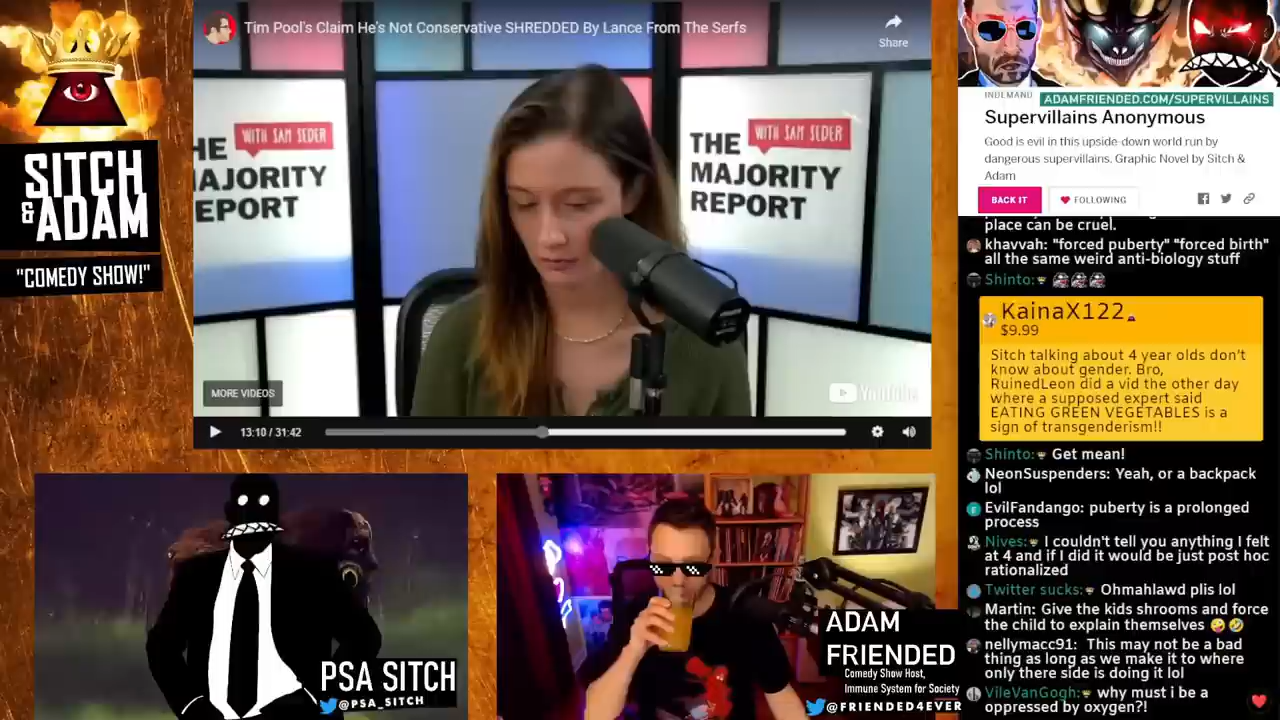 SITCH
& ADAM
"COMEDY SHOW!"
Tim Pool's Claim He's Not Conservative SHREDDED By Lance From The Serfs
Share
WITH SAM SEDER
HE
AJORITY
EPORT
WITH SAM SEDER
THE
MAJORITY
REPORT
MORE VIDEOS
YouTube
13:10 / 31:42
PSA SITCH
@PSA_SITCH
ADAM
FRIENDED
Comedy Show Host,
Immune System for Society
@FRIENDED4EVER
INDEMAND
ADAMFRIENDED.COM/SUPERVILLAINS
Supervillains Anonymous
Good is evil in this upside-down world run by
dangerous supervillains. Graphic Novel by Sitch &
Adam
BACK IT
FOLLOWING
place can be cruel.
khavvah: "forced puberty" "forced birth"
all the same weird anti-biology stuff
Shinto:
KainaX122
$9.99
Sitch talking about 4 year olds don't
know about gender. Bro,
RuinedLeon did a vid the other day
where a supposed expert said
EATING GREEN VEGETABLES is a
sign of transgenderism!!
Shinto: Get mean!
NeonSuspenders: Yeah, or a backpack
lol
EvilFandango: puberty is a prolonged
process
Nives: I couldn't tell you anything I felt
at 4 and if I did it would be just post hoc
rationalized
Twitter sucks: Ohmahlawd plis lol
Martin: Give the kids shrooms and force
the child to explain themselves
nellymacc91: This may not be a bad
thing as long as we make it to where
only there side is doing it lol
VileVanGogh: why must i be a
oppressed by oxygen?!